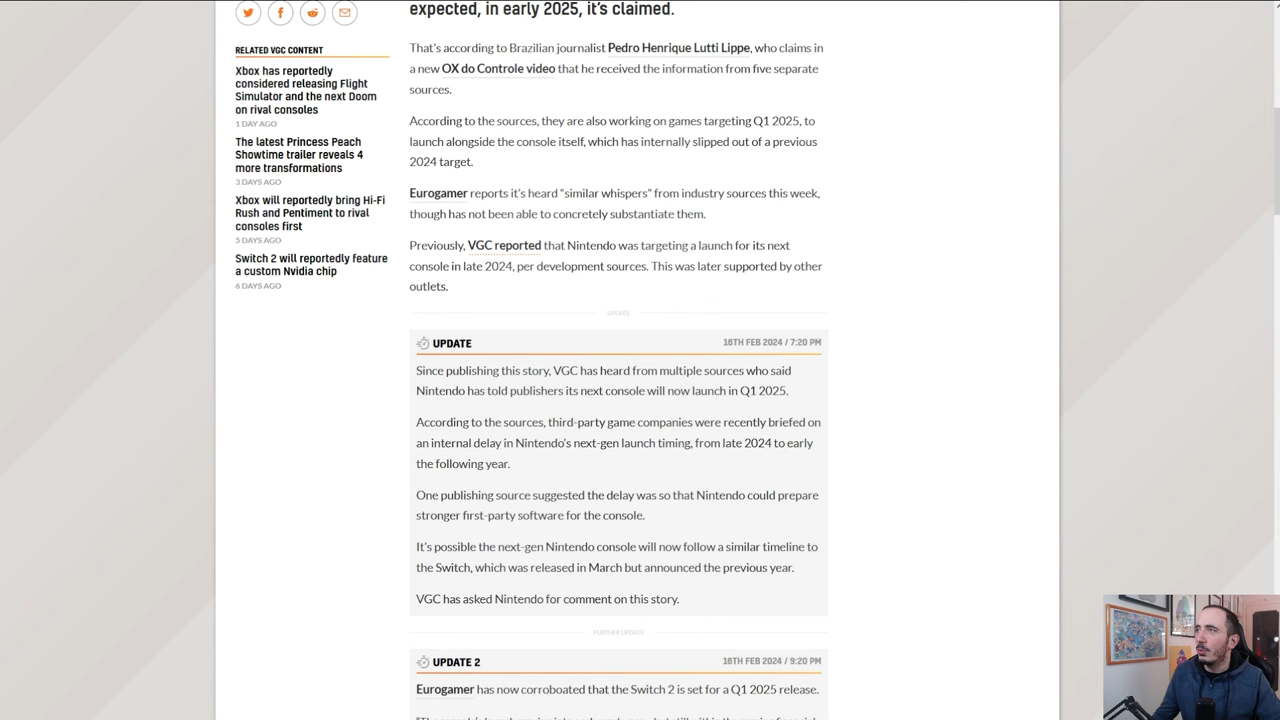 expected, in early 2025, it's claimed.
RELATED VGC CONTENT
Xbox has reportedly
considered releasing Flight
Simulator and the next Doom
on rival consoles
1 DAY AGO
The latest Princess Peach
Showtime trailer reveals 4
more transformations
3 DAYS AGO
Xbox will reportedly bring Hi-Fi
Rush and Pentiment to rival
consoles first
5 DAYS AGO
Switch 2 will reportedly feature
a custom Nvidia chip
6 DAYS AGO
That's according to Brazilian journalist Pedro Henrique Lutti Lippe, who claims in
a new OX do Controle video that he received the information from five separate
sources.
According to the sources, they are also working on games targeting Q1 2025, to
launch alongside the console itself, which has internally slipped out of a previous
2024 target.
Eurogamer reports it's heard “similar whispers” from industry sources this week,
though has not been able to concretely substantiate them.
Previously, VGC reported that Nintendo was targeting a launch for its next
console in late 2024, per development sources. This was later supported by other
outlets.
UPDATE
UPDATE 16TH FEB 2024 / 7:20 PM
Since publishing this story, VGC has heard from multiple sources who said
Nintendo has told publishers its next console will now launch in Q1 2025.
According to the sources, third-party game companies were recently briefed on
an internal delay in Nintendo's next-gen launch timing, from late 2024 to early
the following year.
One publishing source suggested the delay was so that Nintendo could prepare
stronger first-party software for the console.
It's possible the next-gen Nintendo console will now follow a similar timeline to
the Switch, which was released in March but announced the previous year.
VGC has asked Nintendo for comment on this story.
FURTHER UPDATE
UPDATE 2 16TH FEB 2024 / 9:20 PM
Eurogamer has now corroborated that the Switch 2 is set for a Q1 2025 release.